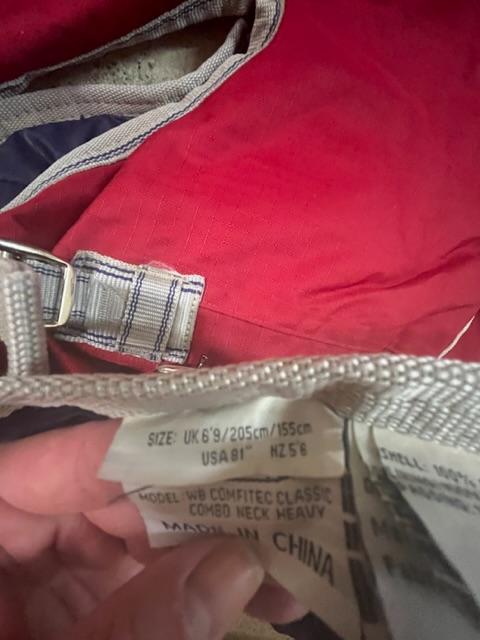 SIZE: UK 6'9/205cm/155cm
USA 81" NZ 5'6
MODEL: WB COMFITEC CLASSIC
COMBO NECK HEAVY
MADE IN CHINA
SHELL: 100%